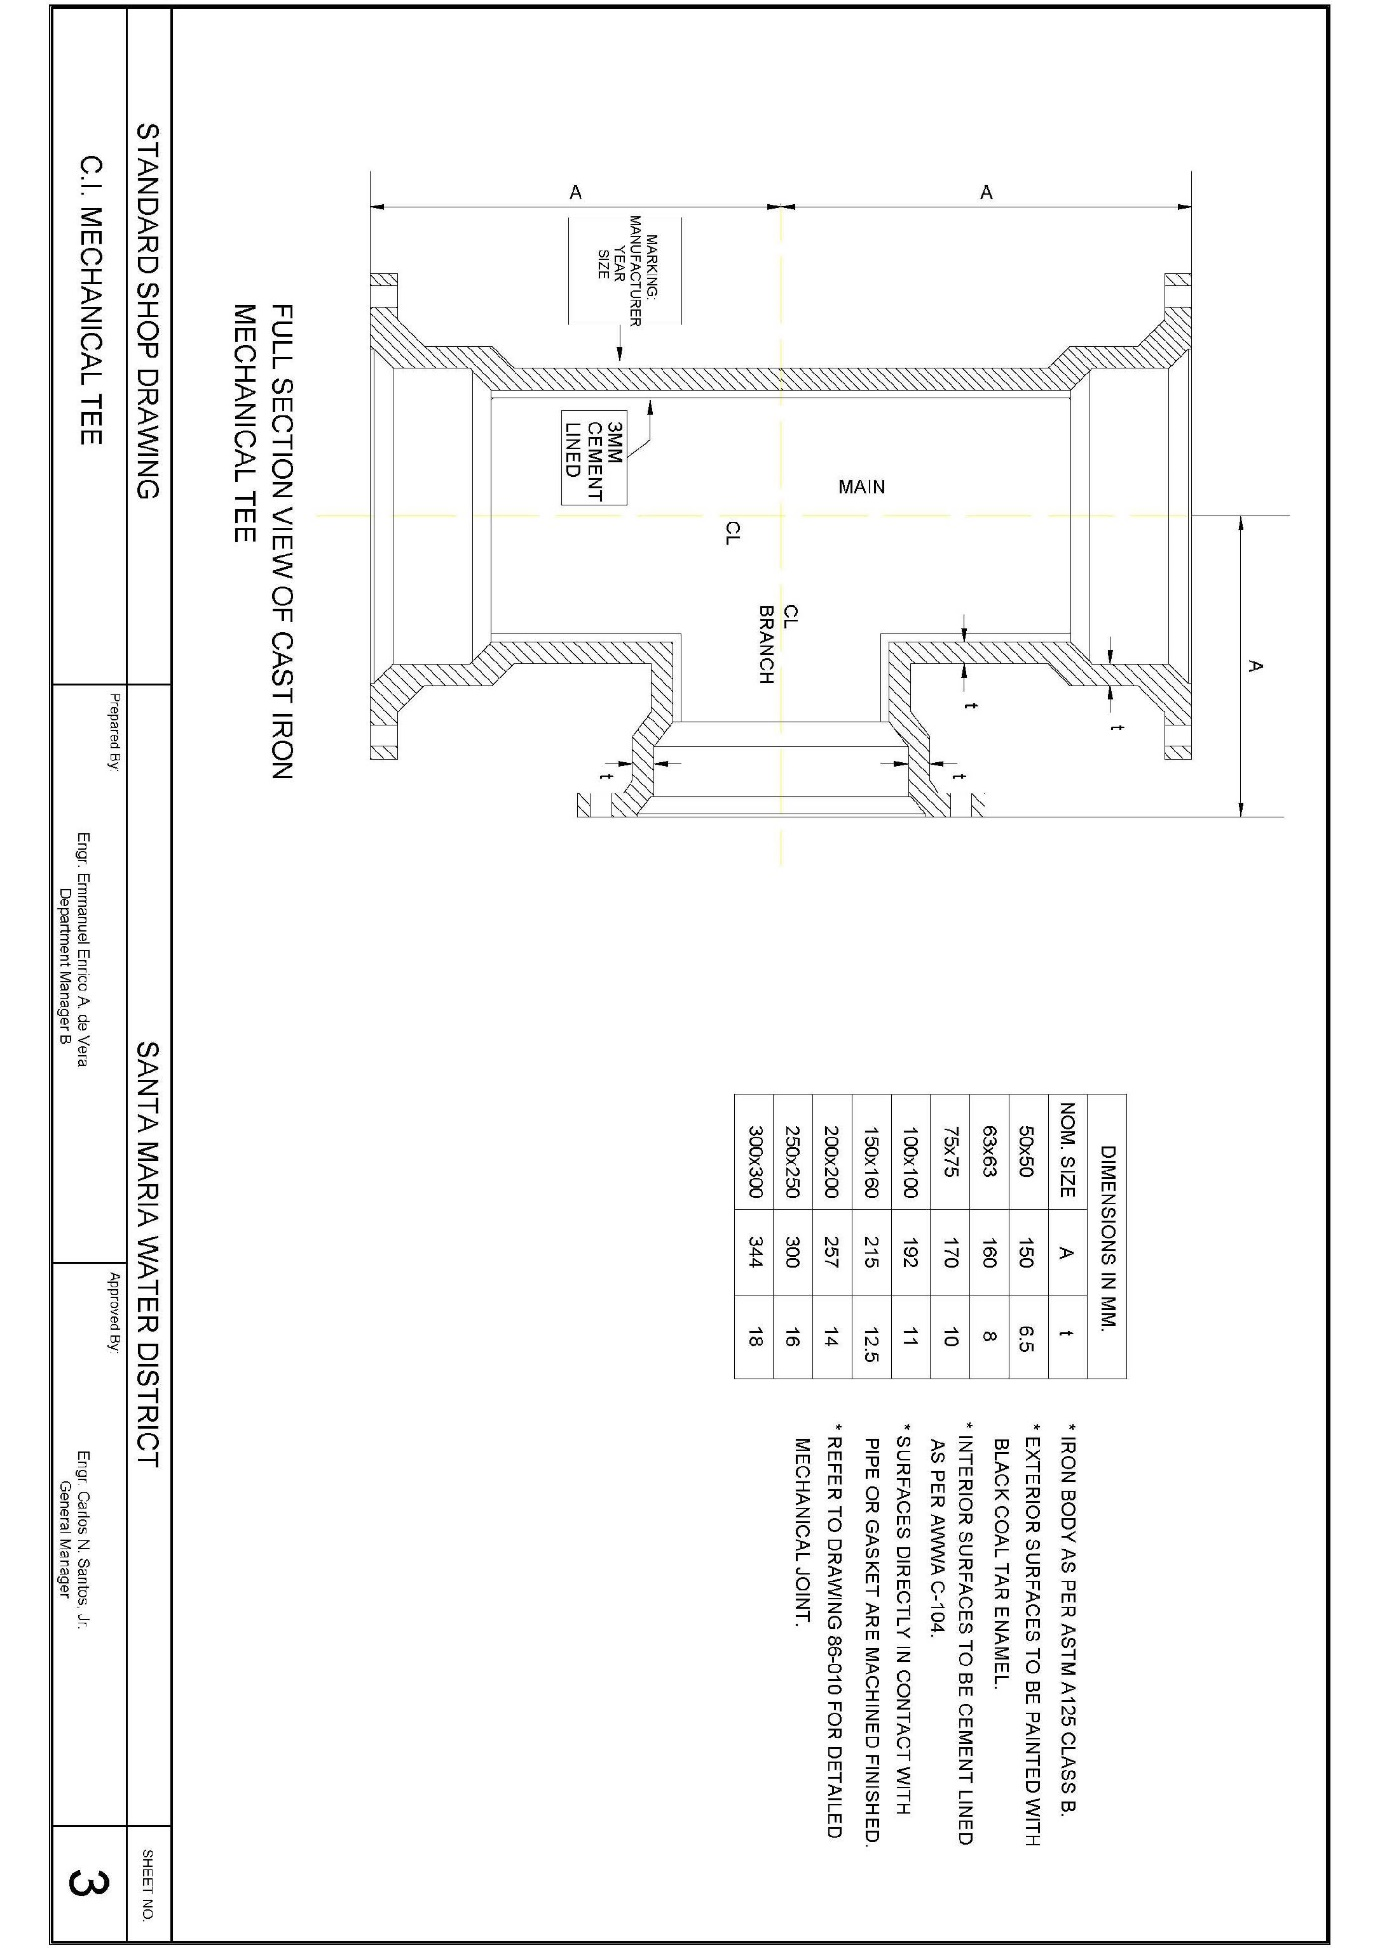 A
A
A
MARKING:
MANUFACTURER
YEAR
SIZE
3MM
CEMENT
LINED
MAIN
CL
CL
BRANCH
t
t
t
t
FULL SECTION VIEW OF CAST IRON
MECHANICAL TEE
DIMENSIONS IN MM.
NOM. SIZE A t
50x50 150 6.5
63x63 160 8
75x75 170 10
100x100 192 11
150x160 215 12.5
200x200 257 14
250x250 300 16
300x300 344 18
* IRON BODY AS PER ASTM A125 CLASS B.
* EXTERIOR SURFACES TO BE PAINTED WITH
BLACK COAL TAR ENAMEL.
* INTERIOR SURFACES TO BE CEMENT LINED
AS PER AWWA C-104.
* SURFACES DIRECTLY IN CONTACT WITH
PIPE OR GASKET ARE MACHINED FINISHED.
* REFER TO DRAWING 86-010 FOR DETAILED
MECHANICAL JOINT.
STANDARD SHOP DRAWING
C.I. MECHANICAL TEE
SANTA MARIA WATER DISTRICT
Prepared By:
Engr. Emmanuel Enrico A. de Vera
Department Manager B
Approved By:
Engr. Carlos N. Santos, Jr.
General Manager
SHEET NO.
3